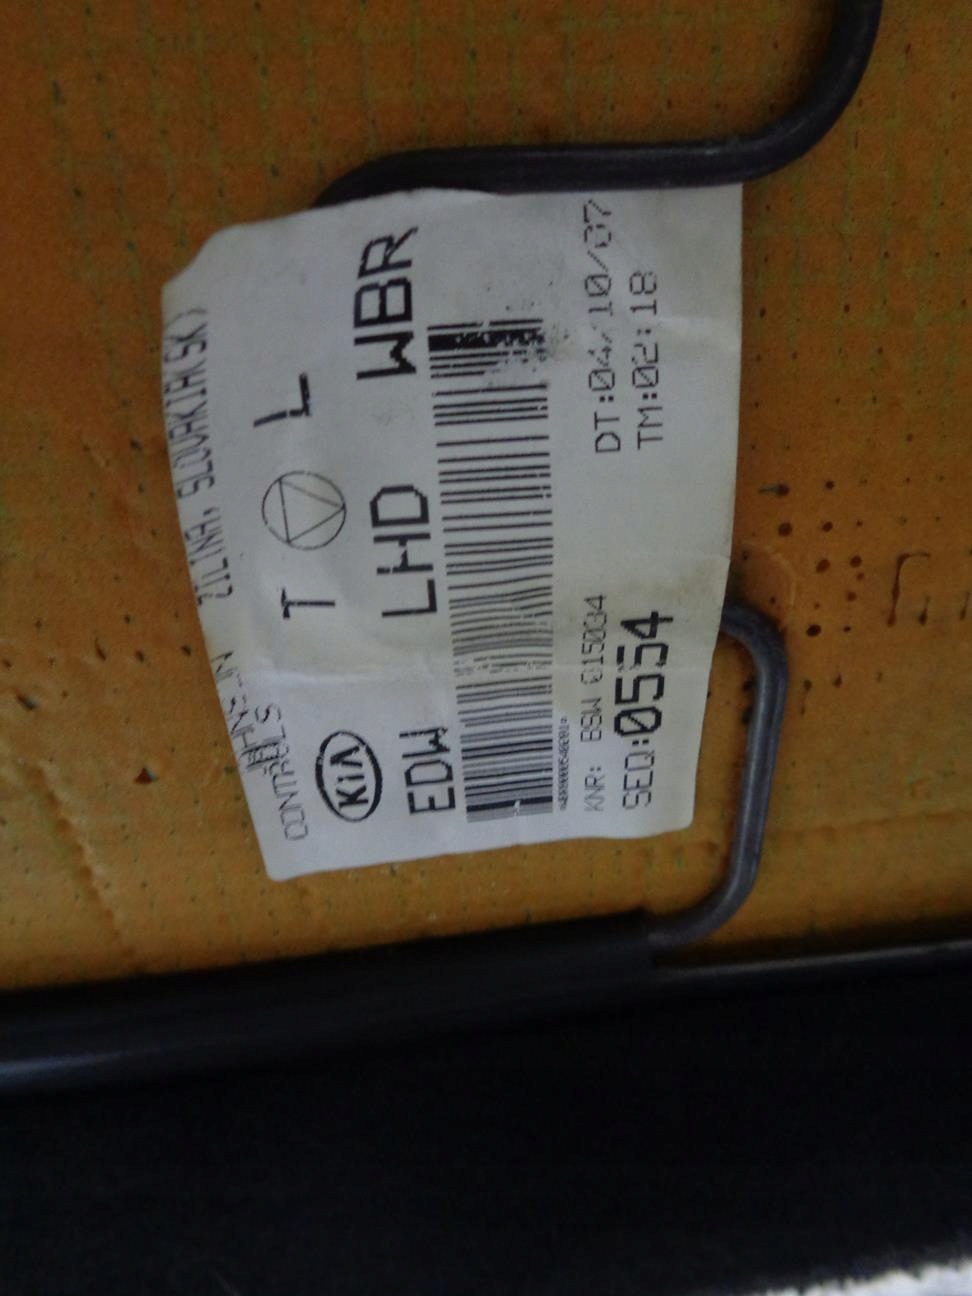 CONTROLS ZILINA, SLOVAKIA(SK)
KIA T L
EDW LHD WBR
KNR: BSW 0150034 DT:04/10/07
SEQ:0554 TM:02:18